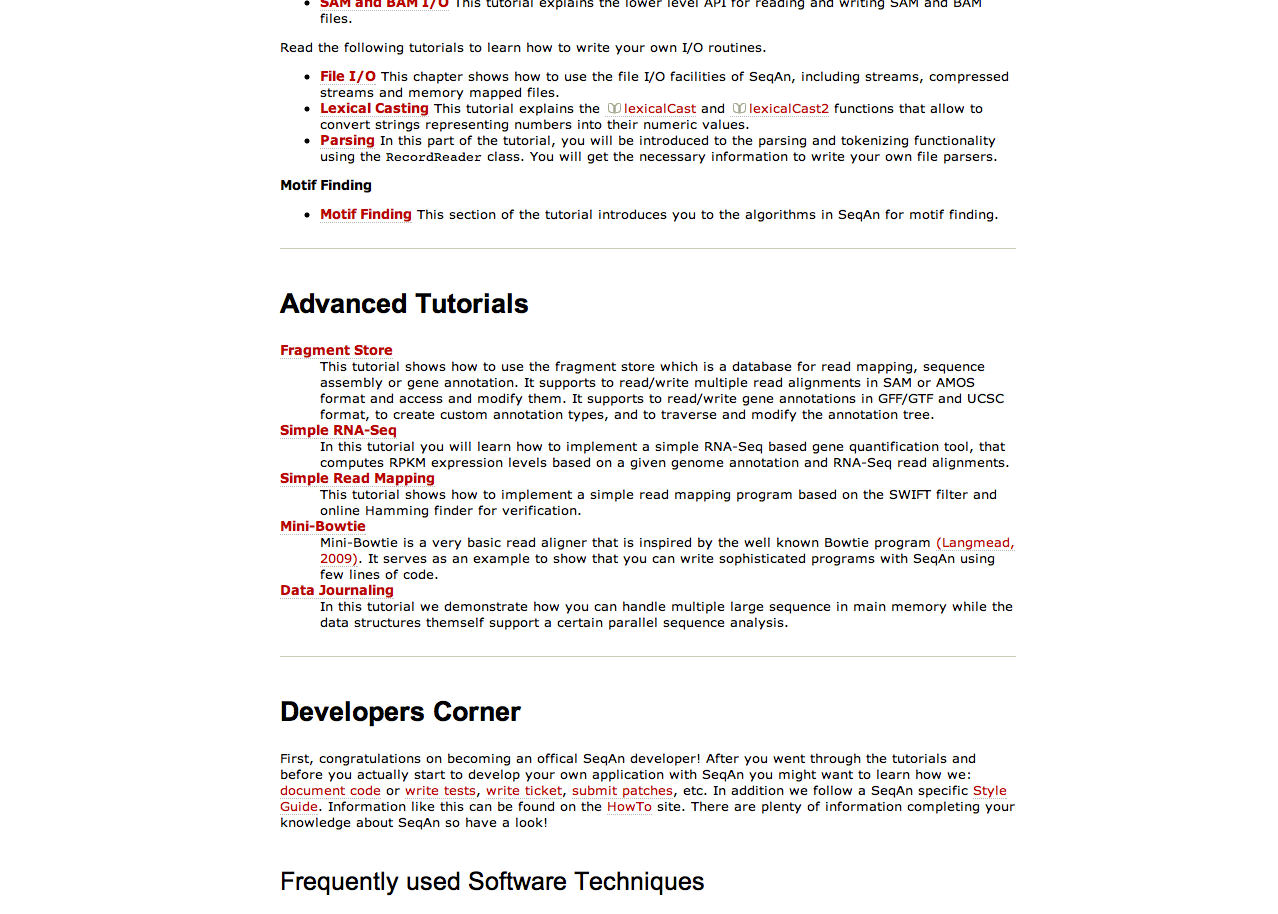 SAM and BAM I/O This tutorial explains the lower level API for reading and writing SAM and BAM
files.
Read the following tutorials to learn how to write your own I/O routines.
File I/O This chapter shows how to use the file I/O facilities of SeqAn, including streams, compressed
streams and memory mapped files.
Lexical Casting This tutorial explains the lexicalCast and lexicalCast2 functions that allow to
convert strings representing numbers into their numeric values.
Parsing In this part of the tutorial, you will be introduced to the parsing and tokenizing functionality
using the RecordReader class. You will get the necessary information to write your own file parsers.
Motif Finding
Motif Finding This section of the tutorial introduces you to the algorithms in SeqAn for motif finding.
Advanced Tutorials
Fragment Store
This tutorial shows how to use the fragment store which is a database for read mapping, sequence
assembly or gene annotation. It supports to read/write multiple read alignments in SAM or AMOS
format and access and modify them. It supports to read/write gene annotations in GFF/GTF and UCSC
format, to create custom annotation types, and to traverse and modify the annotation tree.
Simple RNA-Seq
In this tutorial you will learn how to implement a simple RNA-Seq based gene quantification tool, that
computes RPKM expression levels based on a given genome annotation and RNA-Seq read alignments.
Simple Read Mapping
This tutorial shows how to implement a simple read mapping program based on the SWIFT filter and
online Hamming finder for verification.
Mini-Bowtie
Mini-Bowtie is a very basic read aligner that is inspired by the well known Bowtie program (Langmead,
2009). It serves as an example to show that you can write sophisticated programs with SeqAn using
few lines of code.
Data Journaling
In this tutorial we demonstrate how you can handle multiple large sequence in main memory while the
data structures themself support a certain parallel sequence analysis.
Developers Corner
First, congratulations on becoming an offical SeqAn developer! After you went through the tutorials and
before you actually start to develop your own application with SeqAn you might want to learn how we:
document code or write tests, write ticket, submit patches, etc. In addition we follow a SeqAn specific Style
Guide. Information like this can be found on the HowTo site. There are plenty of information completing your
knowledge about SeqAn so have a look!
Frequently used Software Techniques